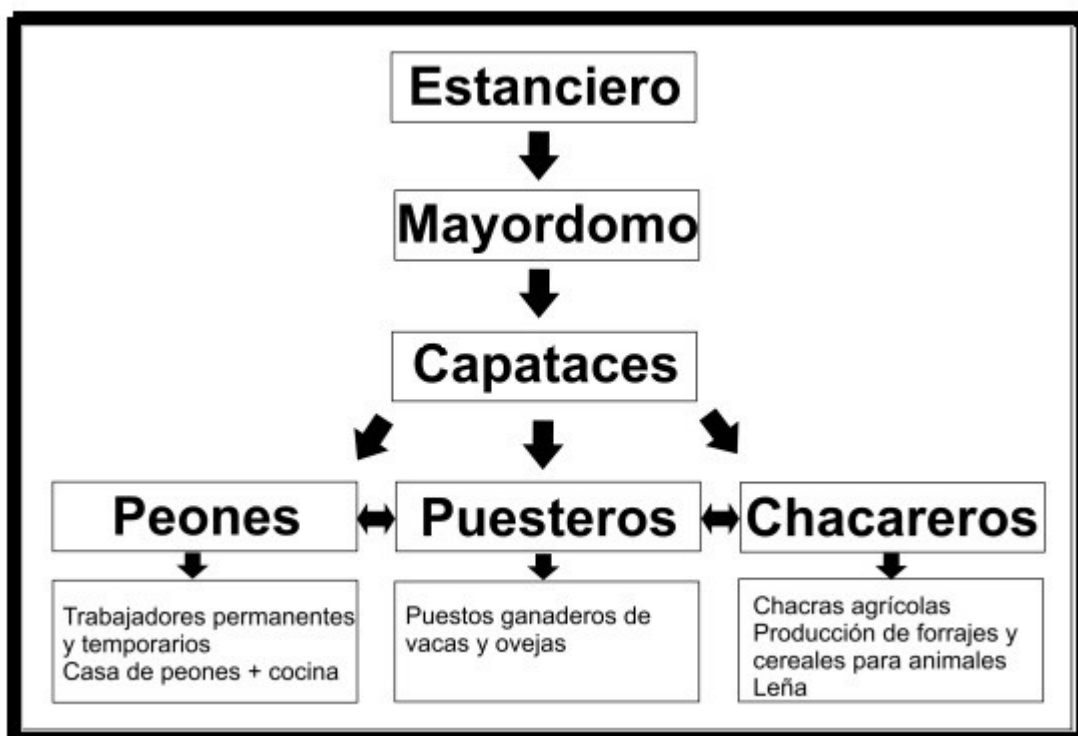 Estanciero
Mayordomo
Capataces
Peones
Puesteros
Chacareros
Trabajadores permanentes
y temporarios
Casa de peones + cocina
Puestos ganaderos de
vacas y ovejas
Chacras agrícolas
Producción de forrajes y
cereales para animales
Leña